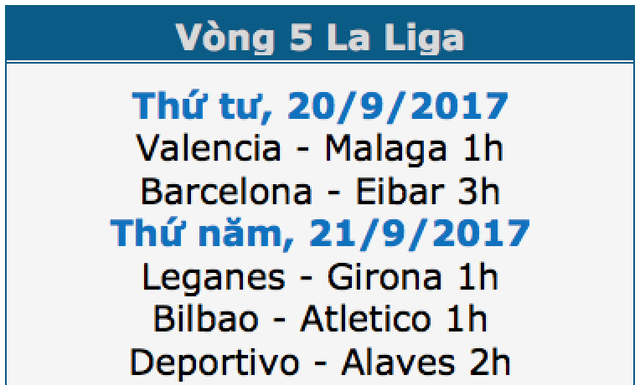 Vòng 5 La Liga
Thứ tư, 20/9/2017
Valencia - Malaga 1h
Barcelona - Eibar 3h
Thứ năm, 21/9/2017
Leganes - Girona 1h
Bilbao - Atletico 1h
Deportivo - Alaves 2h